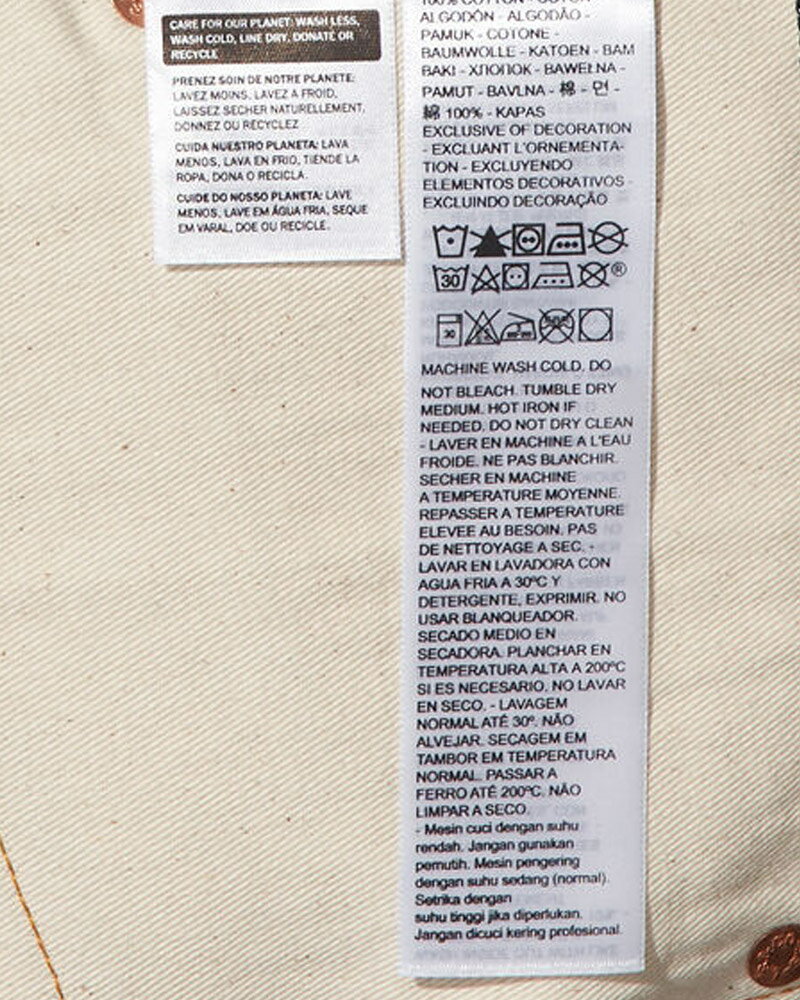 CARE FOR OUR PLANET: WASH LESS,
WASH COLD, LINE DRY, DONATE OR
RECYCLE
PRENEZ SOIN DE NOTRE PLANETE:
LAVEZ MOINS, LAVEZ A FROID,
LAISSEZ SECHER NATURELLEMENT,
DONNEZ OU RECYCLEZ
CUIDA NUESTRO PLANETA: LAVA
MENOS, LAVA EN FRIO, TIENDE LA
ROPA, DONA O RECICLA.
CUIDE DO NOSSO PLANETA: LAVE
MENOS, LAVE EM ÁGUA FRIA, SEQUE
EM VARAL, DOE OU RECICLE.
100% COTTON - COTON -
ALGODÓN - ALGODÃO -
PAMUK - COTONE -
BAUMWOLLE - KATOEN - BAM
BAKI - ХЛОПОК - BAWEŁNA -
PAMUT - BAVLNA - 棉 - 면 -
綿 100% - KAPAS
EXCLUSIVE OF DECORATION
- EXCLUANT L'ORNEMENTA-
TION - EXCLUYENDO
ELEMENTOS DECORATIVOS -
EXCLUINDO DECORAÇÃO
30 ®
30
MACHINE WASH COLD. DO
NOT BLEACH. TUMBLE DRY
MEDIUM. HOT IRON IF
NEEDED. DO NOT DRY CLEAN
- LAVER EN MACHINE A L'EAU
FROIDE. NE PAS BLANCHIR.
SECHER EN MACHINE
A TEMPERATURE MOYENNE.
REPASSER A TEMPERATURE
ELEVEE AU BESOIN. PAS
DE NETTOYAGE A SEC. -
LAVAR EN LAVADORA CON
AGUA FRIA A 30ºC Y
DETERGENTE, EXPRIMIR. NO
USAR BLANQUEADOR.
SECADO MEDIO EN
SECADORA. PLANCHAR EN
TEMPERATURA ALTA A 200ºC
SI ES NECESARIO. NO LAVAR
EN SECO. - LAVAGEM
NORMAL ATÉ 30º. NÃO
ALVEJAR. SECAGEM EM
TAMBOR EM TEMPERATURA
NORMAL. PASSAR A
FERRO ATÉ 200ºC. NÃO
LIMPAR A SECO.
- Mesin cuci dengan suhu
rendah. Jangan gunakan
pemutih. Mesin pengering
dengan suhu sedang (normal).
Setrika dengan
suhu tinggi jika diperlukan.
Jangan dicuci kering profesional.